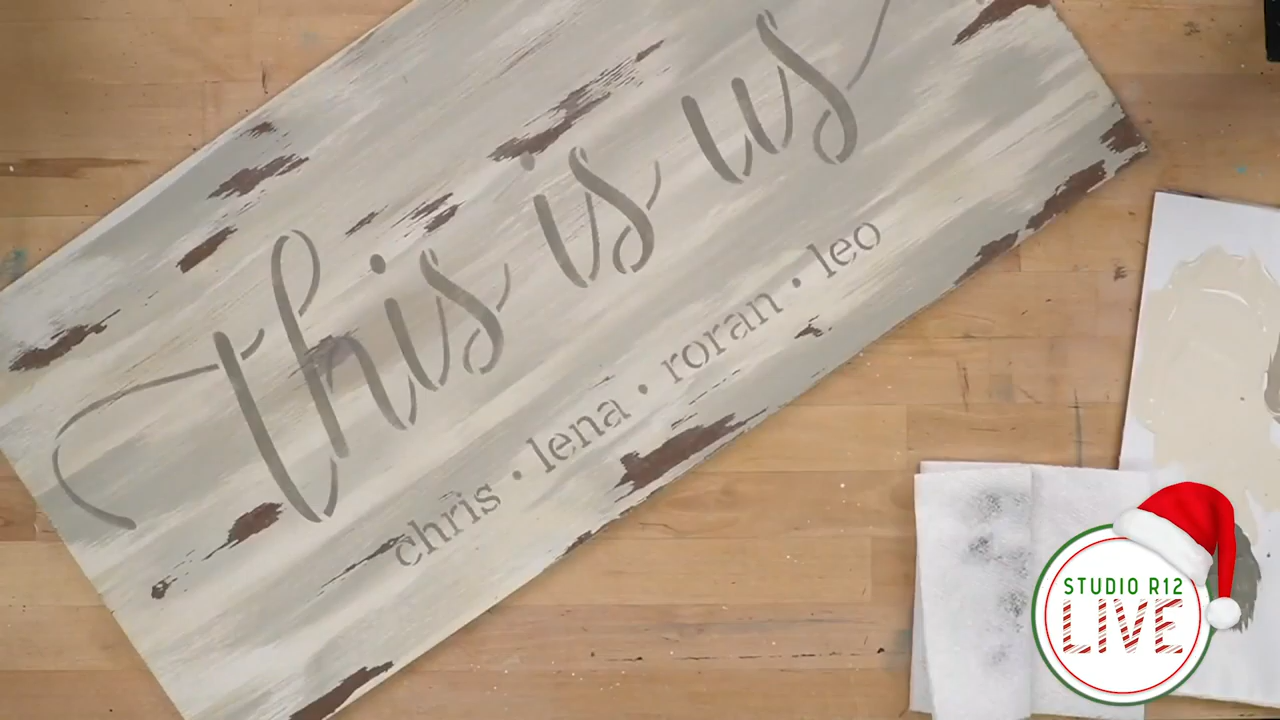 this is us
chris • lena • roran • leo
STUDIO R12
LIVE